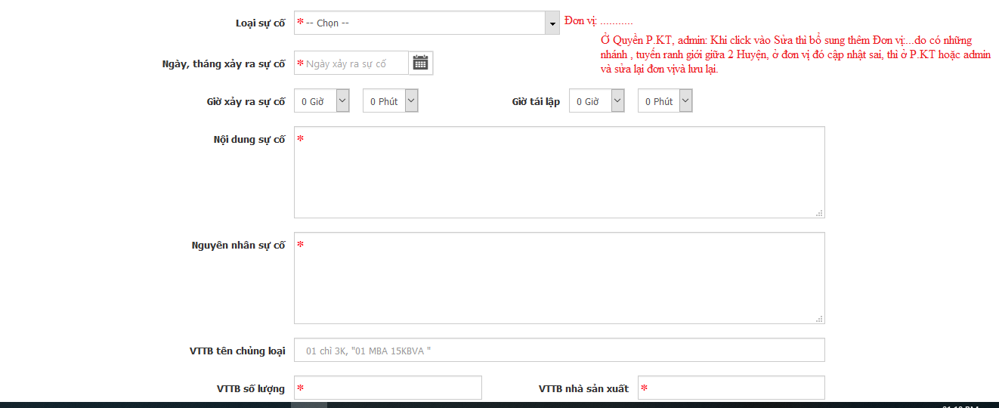 Loại sự cố * -- Chọn -- Đơn vị: ...........
Ở Quyền P.KT, admin: Khi click vào Sửa thì bổ sung thêm Đơn vị:...do có những
nhánh , tuyến ranh giới giữa 2 Huyện, ở đơn vị đó cập nhật sai, thì ở P.KT hoặc admin
và sửa lại đơn vịvà lưu lại.
Ngày, tháng xảy ra sự cố * Ngày xảy ra sự cố
Giờ xảy ra sự cố 0 Giờ 0 Phút Giờ tái lập 0 Giờ 0 Phút
Nội dung sự cố *
Nguyên nhân sự cố *
VTTB tên chủng loại 01 chì 3K, "01 MBA 15KBVA "
VTTB số lượng * VTTB nhà sản xuất *